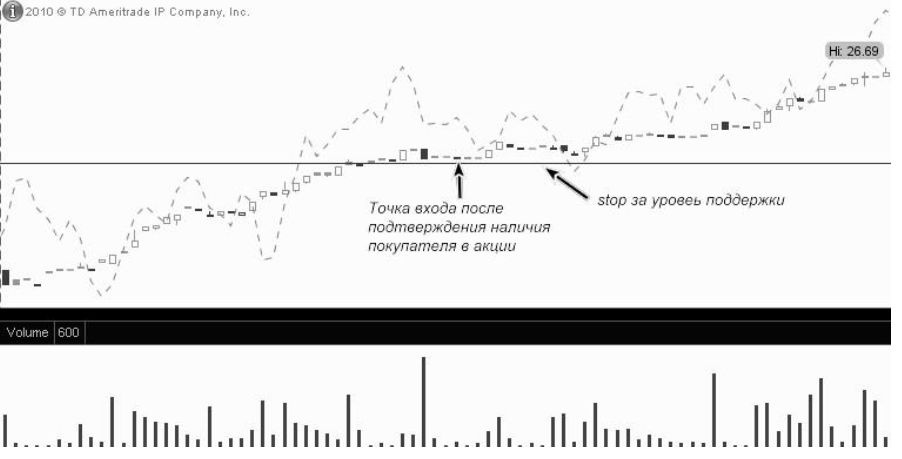 2010 © TD Ameritrade IP Company, Inc.
Hi: 26.69
Точка входа после
подтверждения наличия
покупателя в акции
stop за уровеь поддержки
Volume 600